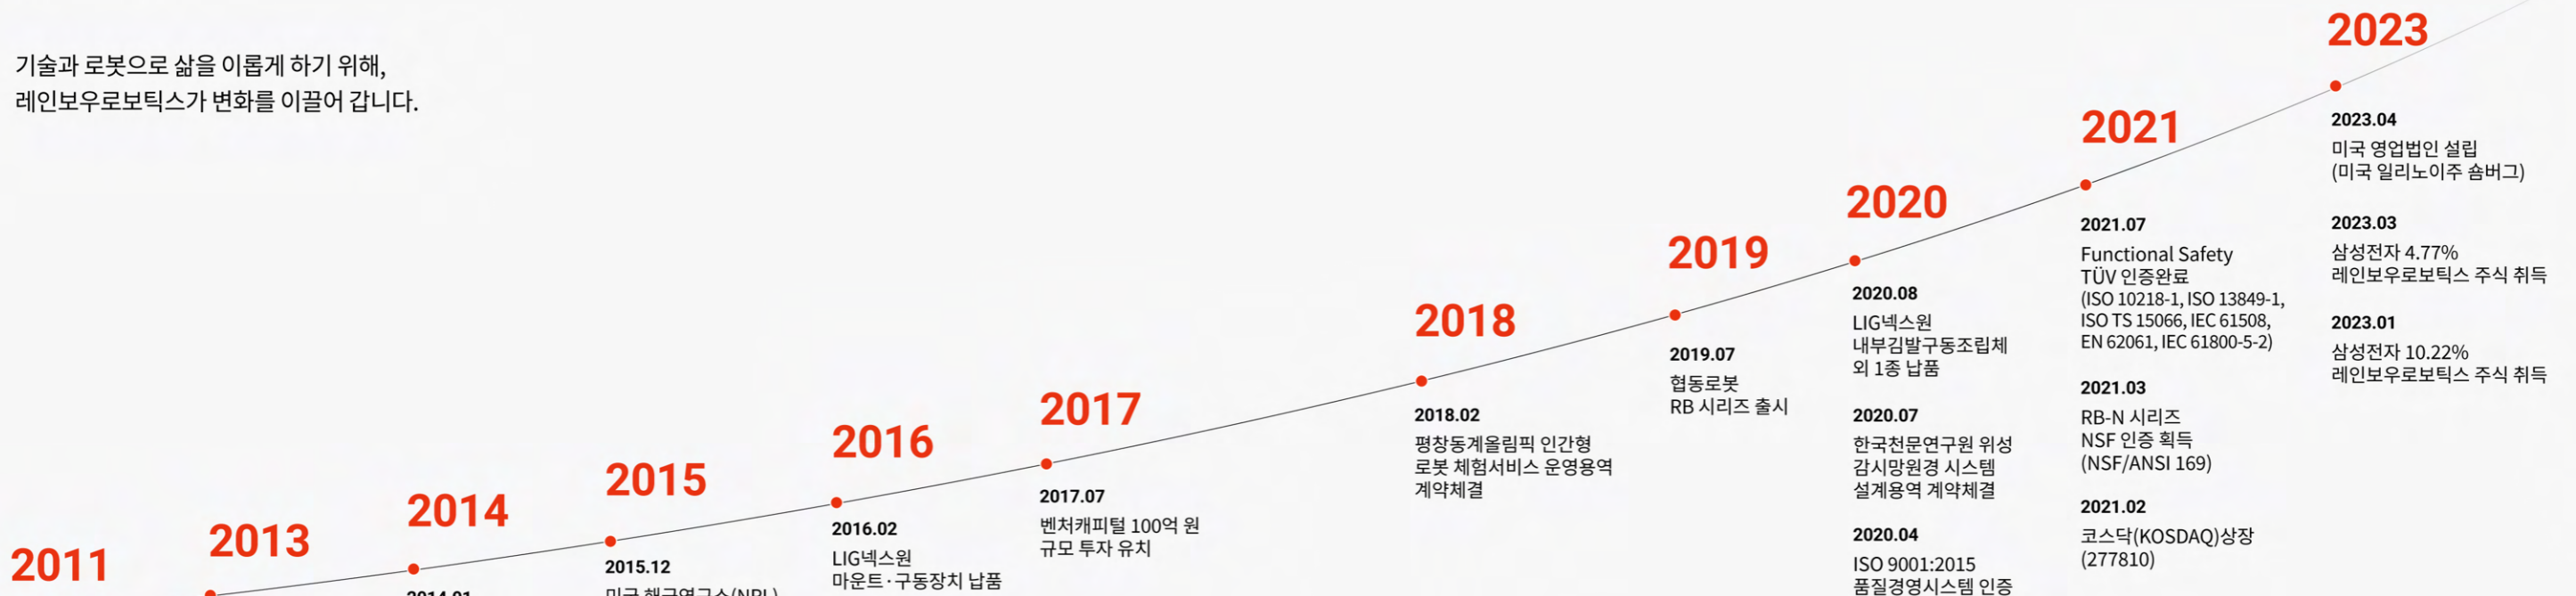 기술과 로봇으로 삶을 이롭게 하기 위해,
레인보우로보틱스가 변화를 이끌어 갑니다.
2011
2013
2014
2015
2015.12
2016
2016.02
LIG넥스원
마운트·구동장치 납품
2017
2017.07
벤처캐피털 100억 원
규모 투자 유치
2018
2018.02
평창동계올림픽 인간형
로봇 체험서비스 운영용역
계약체결
2019
2019.07
협동로봇
RB 시리즈 출시
2020
2020.08
LIG넥스원
내부김발구동조립체
외 1종 납품
2020.07
한국천문연구원 위성
감시망원경 시스템
설계용역 계약체결
2020.04
ISO 9001:2015
품질경영시스템 인증
2021
2021.07
Functional Safety
TÜV 인증완료
(ISO 10218-1, ISO 13849-1,
ISO TS 15066, IEC 61508,
EN 62061, IEC 61800-5-2)
2021.03
RB-N 시리즈
NSF 인증 획득
(NSF/ANSI 169)
2021.02
코스닥(KOSDAQ)상장
(277810)
2023
2023.04
미국 영업법인 설립
(미국 일리노이주 숌버그)
2023.03
삼성전자 4.77%
레인보우로보틱스 주식 취득
2023.01
삼성전자 10.22%
레인보우로보틱스 주식 취득